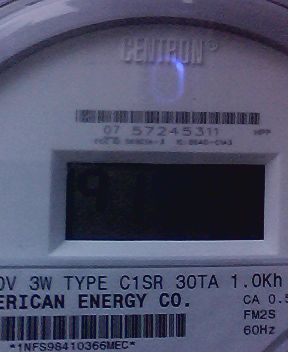 CENTRON®
07 57245311 HPP
0V 3W TYPE C1SR 30TA 1.0Kh
ERICAN ENERGY CO. CA 0.5
FM2S
60Hz
*1NFS98410366MEC*